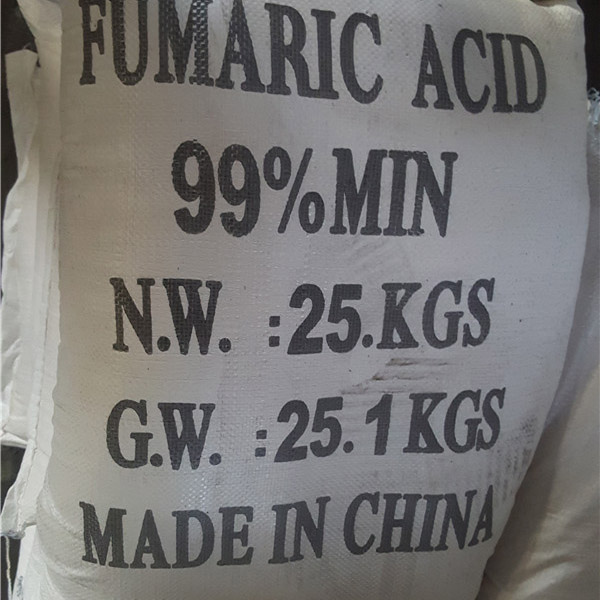 FUMARIC ACID
99%MIN
N.W. :25.KGS
G.W. :25.1KGS
MADE IN CHINA